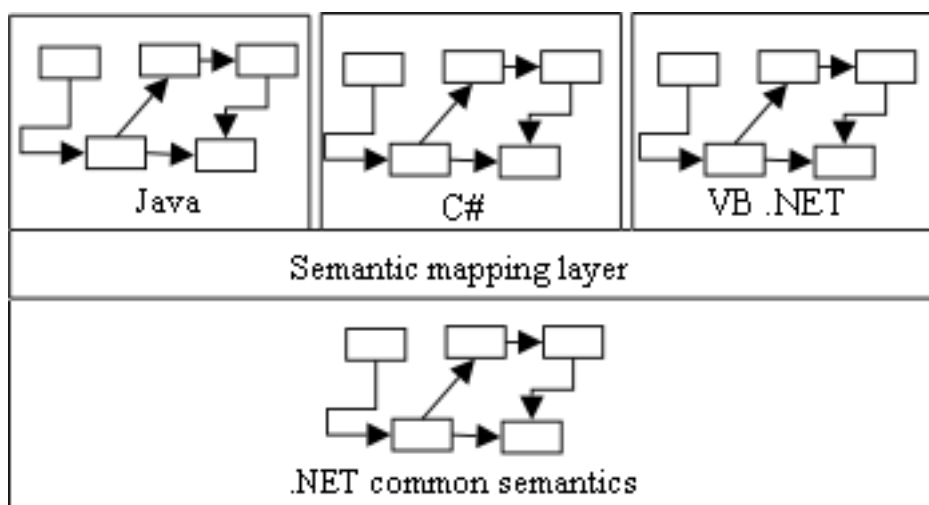 Java
C#
VB .NET
Semantic mapping layer
.NET common semantics